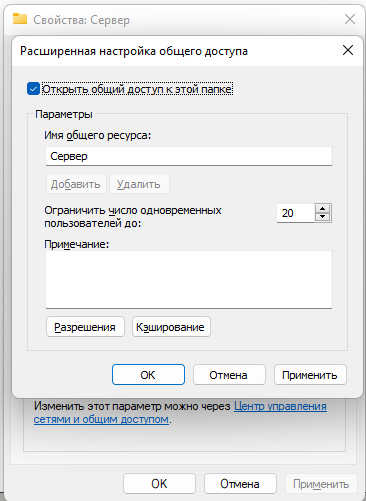 Свойства: Сервер
Расширенная настройка общего доступа
Открыть общий доступ к этой папке
Параметры
Имя общего ресурса:
Сервер
Добавить Удалить
Ограничить число одновременных
пользователей до:
20
Примечание:
Разрешения Кэширование
ОК Отмена Применить
Изменить этот параметр можно через Центр управления
сетями и общим доступом.
ОК Отмена Применить